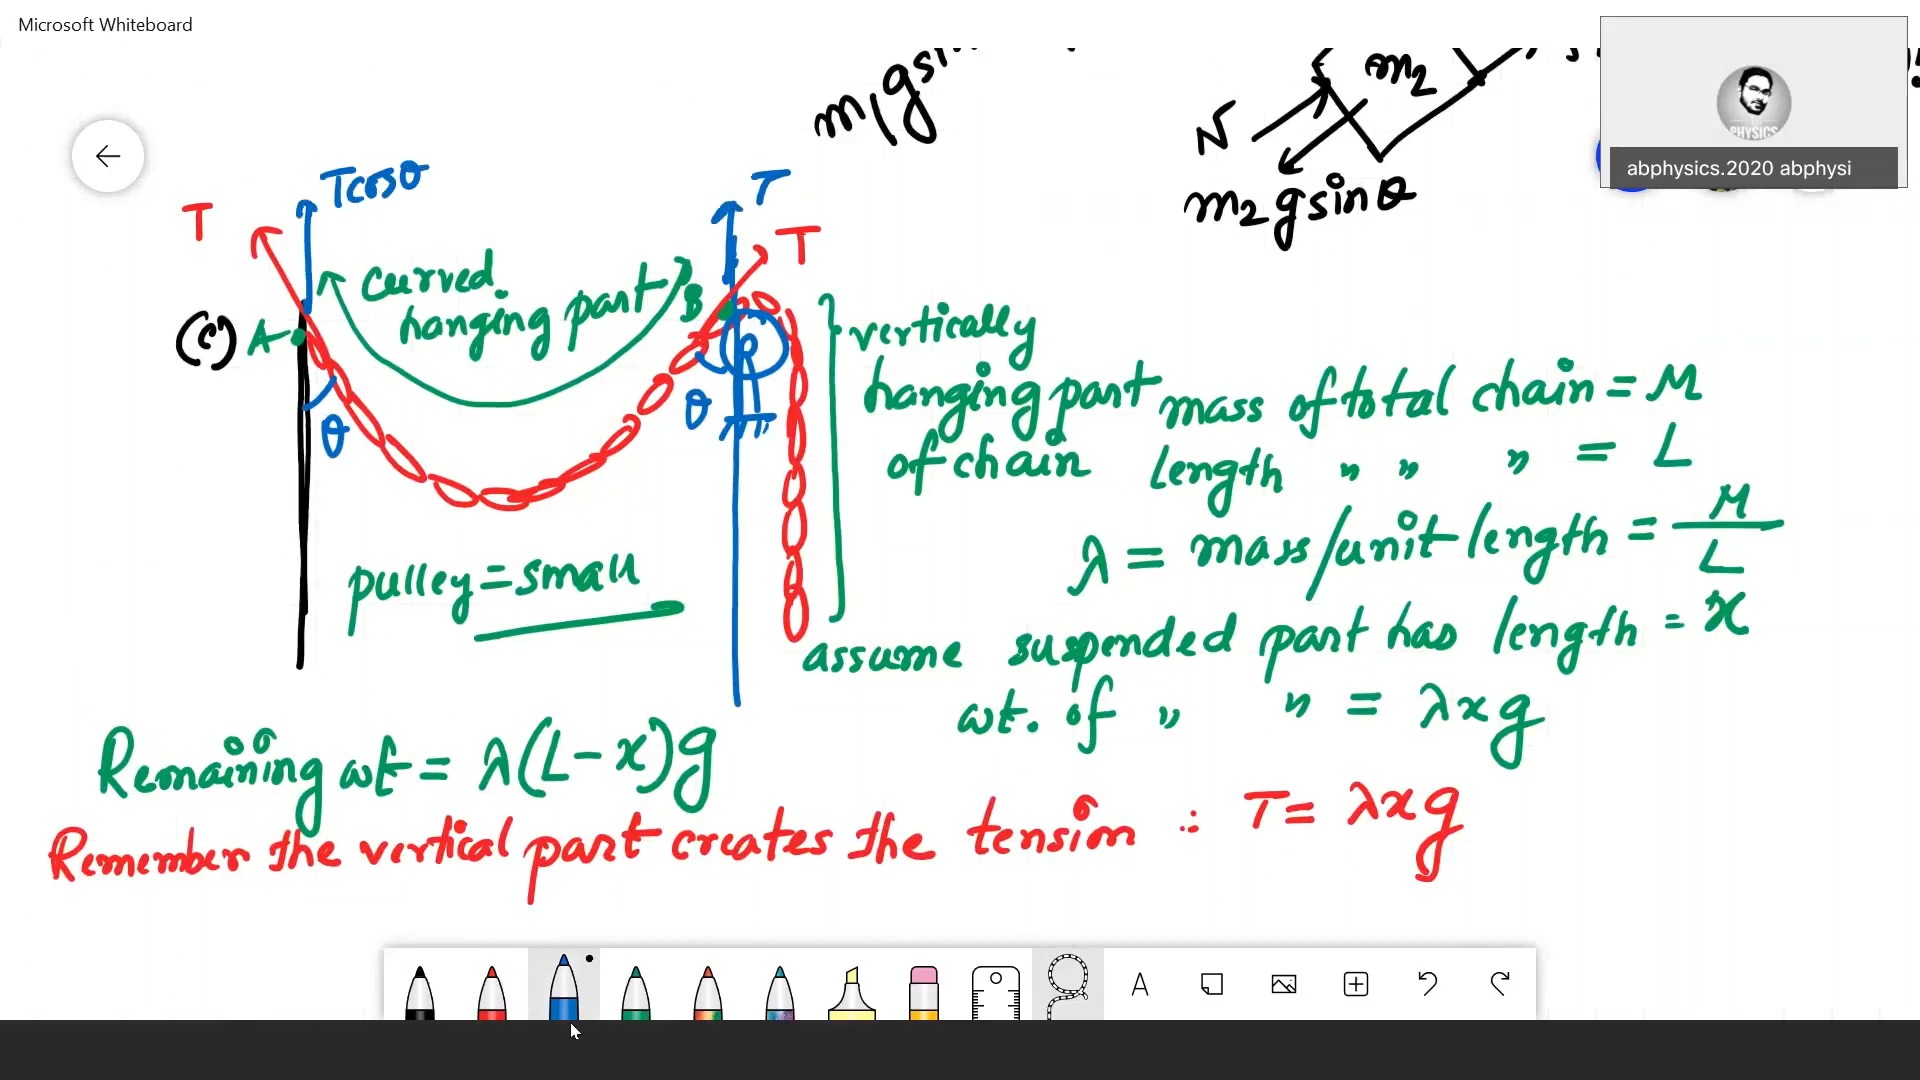 Microsoft Whiteboard
m₁gsin
m₂
N
m₂gsinθ
PHYSICS
abphysics.2020 abphysi
Tcosθ
T
T
T
curved
hanging part
(c)
A
B
θ
θ
vertically
hanging part
of chain
mass of total chain = M
length " " " = L
λ = mass/unit length = M/L
pulley = small
assume suspended part has length = x
wt. of " " = λxg
Remaining wt = λ(L-x)g
Remember the vertical part creates the tension ∴ T = λxg
A